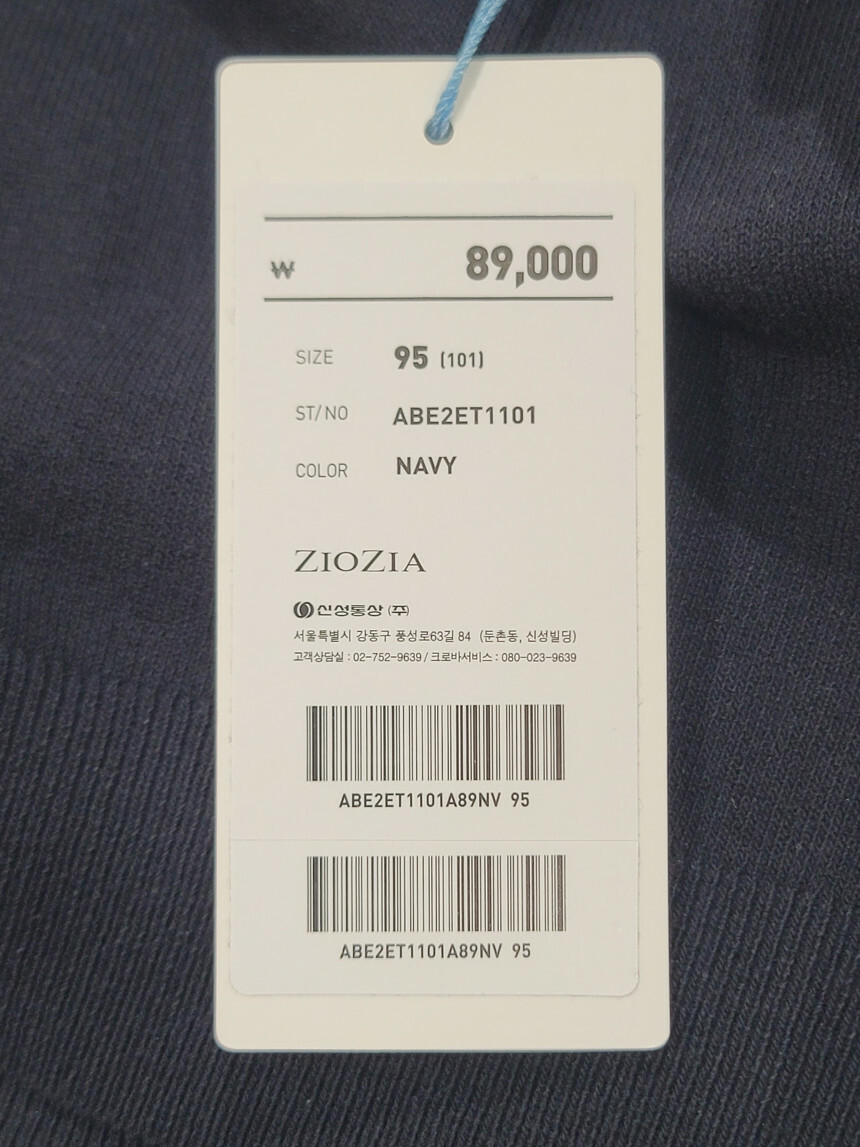 ₩ 89,000
SIZE 95 (101)
ST/NO ABE2ET1101
COLOR NAVY
ZIOZIA
신성통상 (주)
서울특별시 강동구 풍성로63길 84 (둔촌동, 신성빌딩)
고객상담실 : 02-752-9639 / 크로바서비스 : 080-023-9639
ABE2ET1101A89NV 95
ABE2ET1101A89NV 95